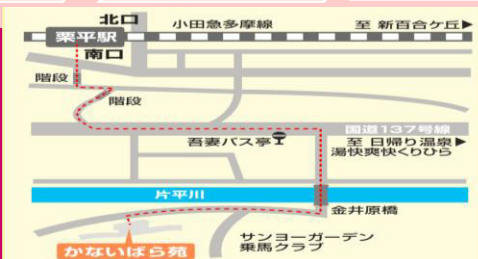 北口
小田急多摩線
至 新百合ケ丘▶
栗平駅
南口
階段
階段
国道137号線
吾妻バス亭
至 日帰り温泉▶
湯快爽快くりひら
片平川
金井原橋
サンヨーガーデン
乗馬クラブ
かないばら苑